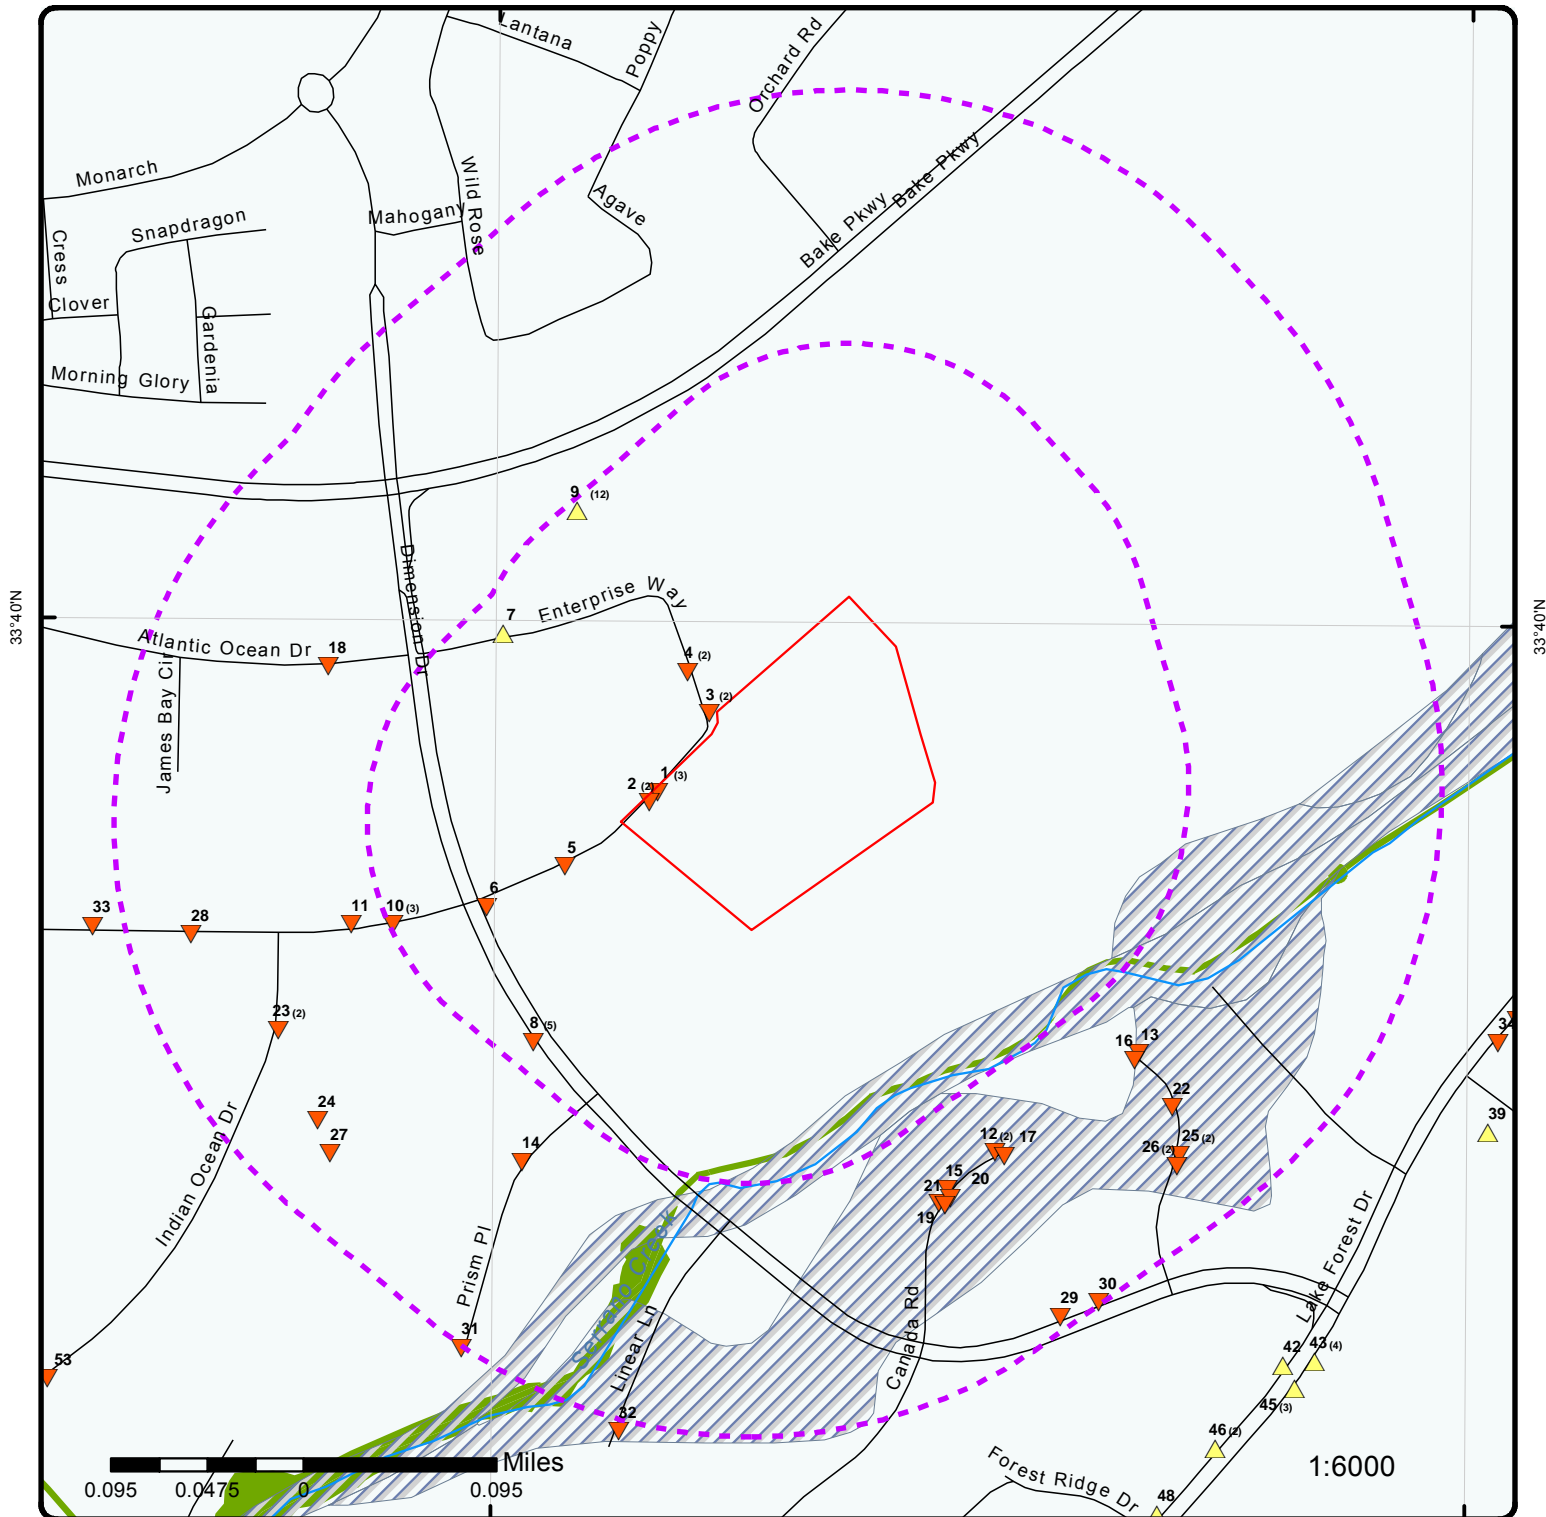 Lantana
Poppy
Orchard Rd
Bake Pkwy
Bake Pkwy
Monarch
Wild Rose
Agave
Mahogany
Snapdragon
Cress
Clover
Gardenia
Morning Glory
9 (12)
Dimension Dr
7
Enterprise Way
33°40'N
33°40'N
Atlantic Ocean Dr
18
James Bay Cir
4 (2)
3 (2)
1 (3)
2 (2)
5
6
33
28
11
10 (3)
23 (2)
8 (5)
16
13
34
24
27
22
39
14
12 (2)
17
26 (2)
25 (2)
15
20
21
19
Indian Ocean Dr
Serrano Creek
Prism Pl
Linear Ln
Canada Rd
Lake Forest Dr
29
30
31
53
42
43 (4)
45 (3)
32
46 (2)
Miles
0.095
0.0475
0
0.095
1:6000
Forest Ridge Dr
48